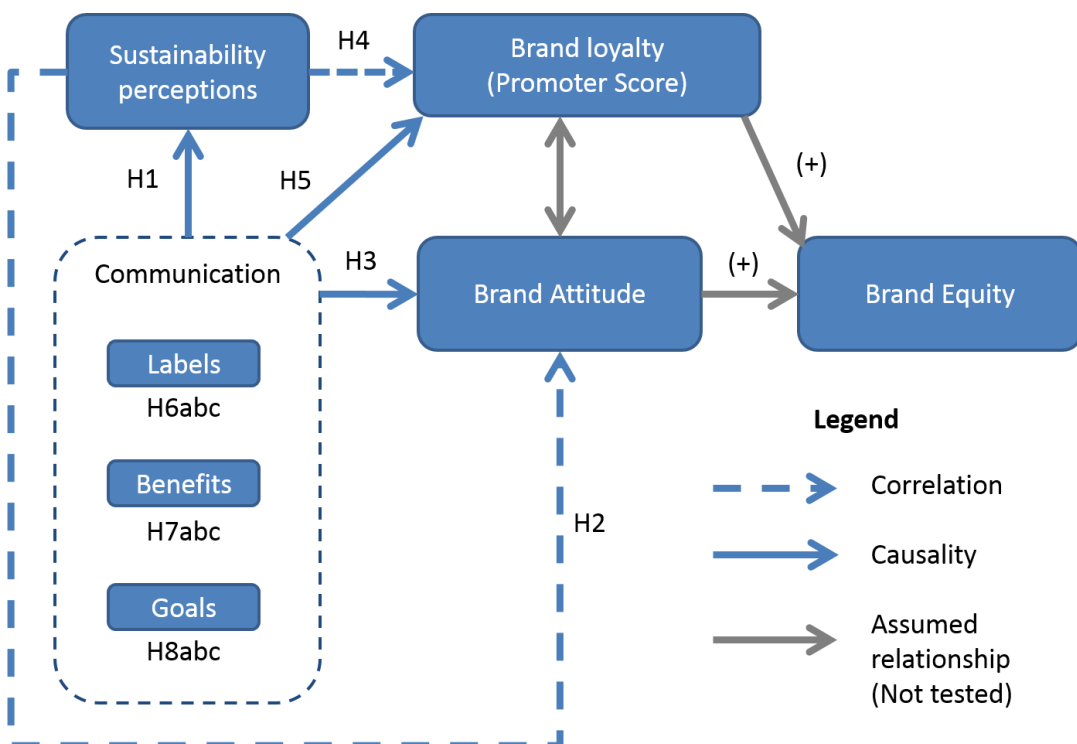 Sustainability
perceptions
H4
Brand loyalty
(Promoter Score)
H1
H5
(+)
Communication
H3
Brand Attitude
(+)
Brand Equity
Labels
H6abc
Benefits
H7abc
Goals
H8abc
H2
Legend
Correlation
Causality
Assumed
relationship
(Not tested)